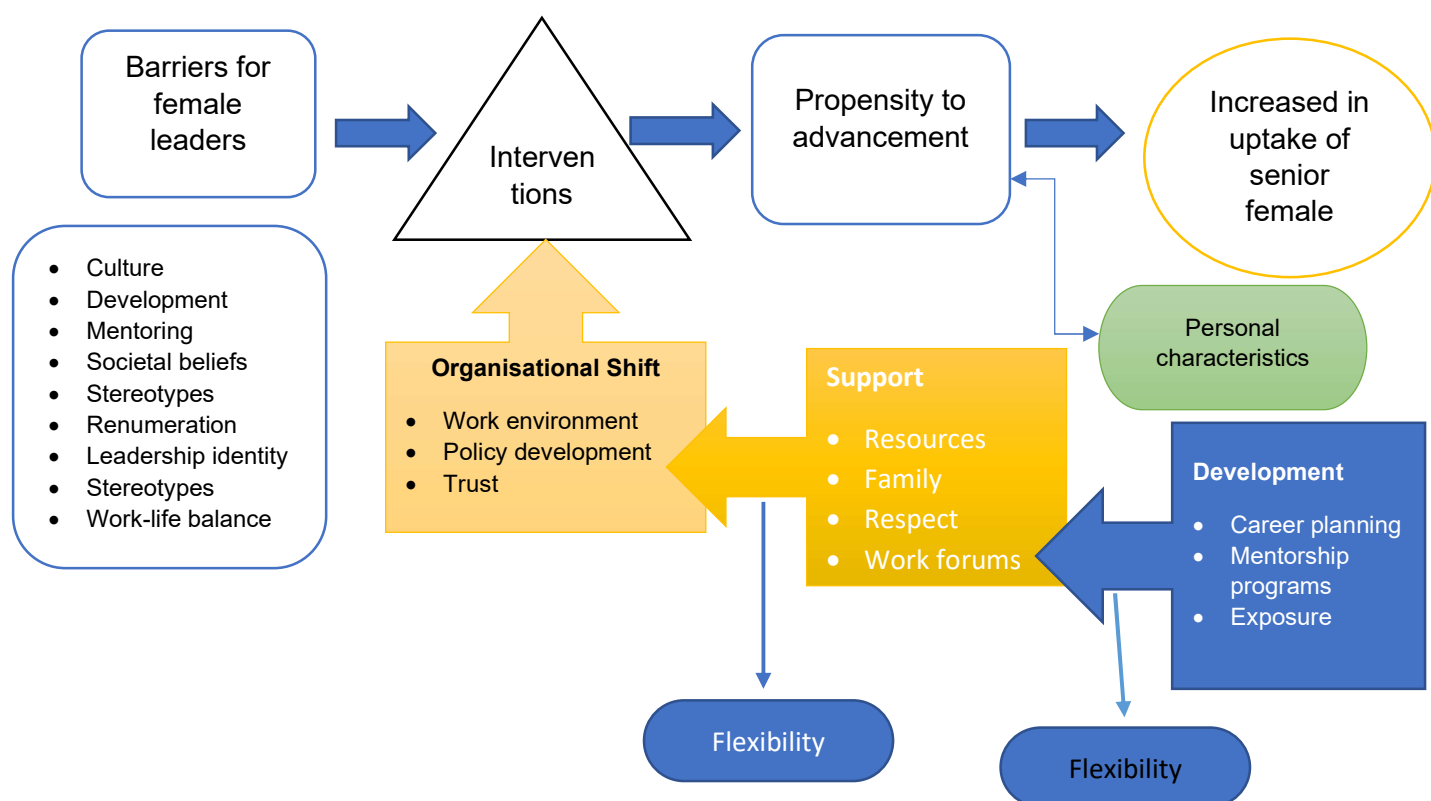 Barriers for
female
leaders
Interven
tions
Propensity to
advancement
Increased in
uptake of
senior
female
• Culture
• Development
• Mentoring
• Societal beliefs
• Stereotypes
• Renumeration
• Leadership identity
• Stereotypes
• Work-life balance
Organisational Shift
• Work environment
• Policy development
• Trust
Support
• Resources
• Family
• Respect
• Work forums
Personal
characteristics
Development
• Career planning
• Mentorship
programs
• Exposure
Flexibility
Flexibility